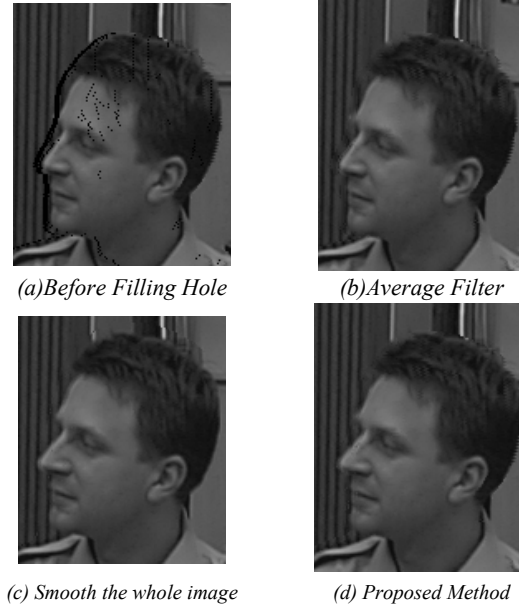 (a)Before Filling Hole
(b)Average Filter
(c) Smooth the whole image
(d) Proposed Method